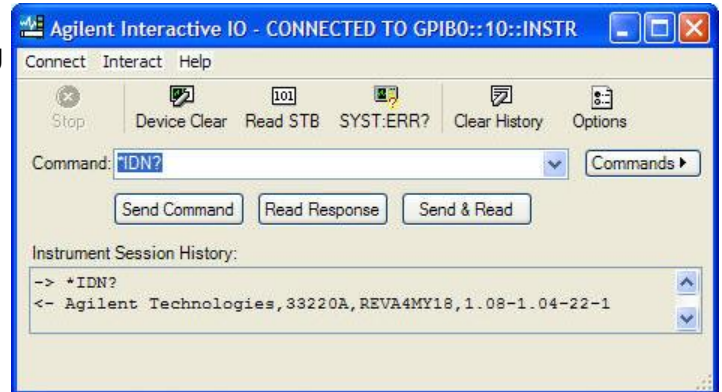 Agilent Interactive IO - CONNECTED TO GPIB0::10::INSTR
Connect Interact Help
Stop Device Clear Read STB SYST:ERR? Clear History Options
Command: *IDN? Commands
Send Command Read Response Send & Read
Instrument Session History:
-> *IDN?
<- Agilent Technologies,33220A,REVA4MY18,1.08-1.04-22-1